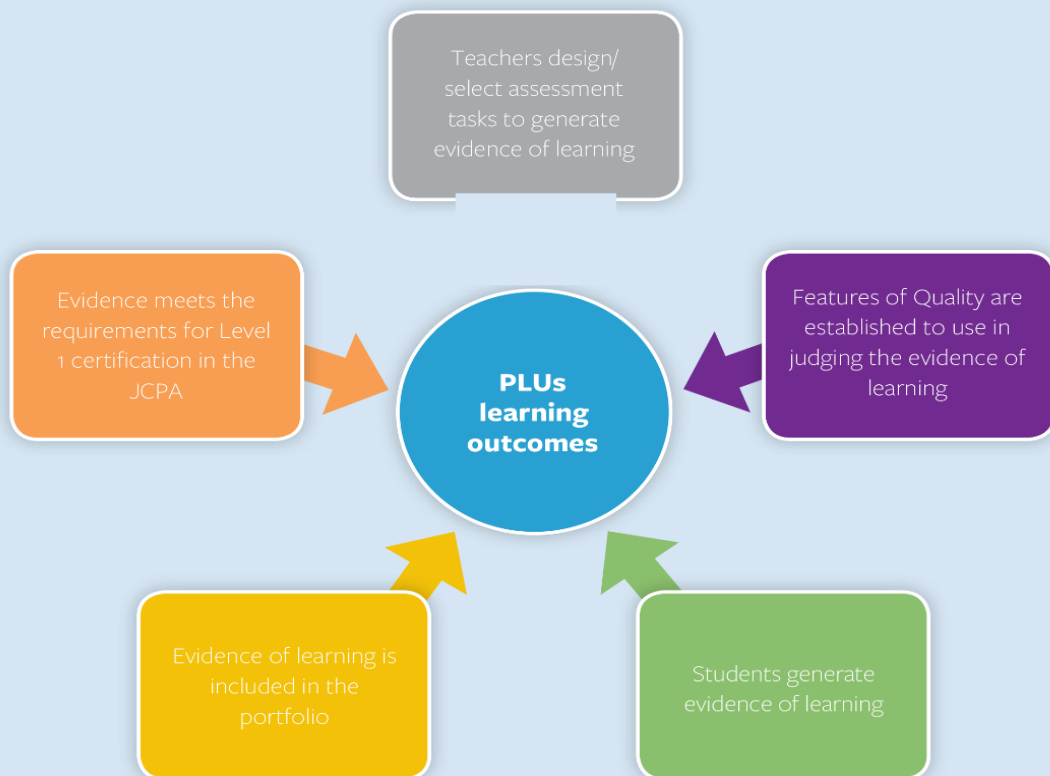 Teachers design/
select assessment
tasks to generate
evidence of learning
Evidence meets the
requirements for Level
1 certification in the
JCPA
Features of Quality are
established to use in
judging the evidence of
learning
PLUs
learning
outcomes
Evidence of learning is
included in the
portfolio
Students generate
evidence of learning